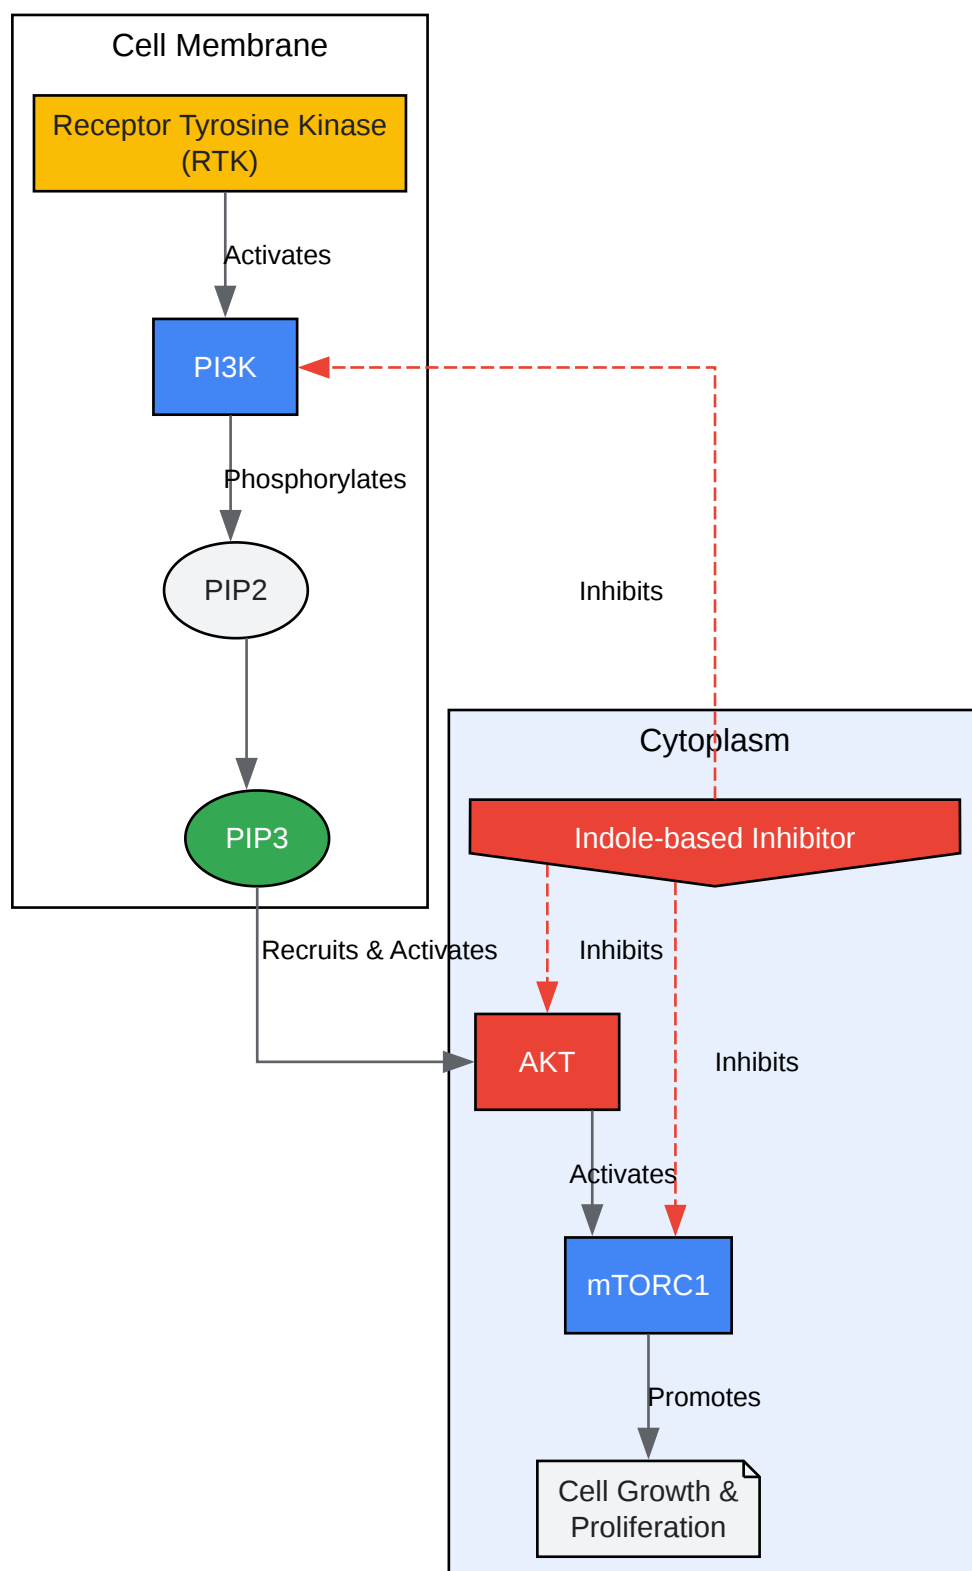 Cell Membrane
Receptor Tyrosine Kinase
(RTK)
Activates
PI3K
Phosphorylates
PIP2
Inhibits
Cytoplasm
PIP3
Indole-based Inhibitor
Recruits & Activates
Inhibits
AKT
Inhibits
Activates
mTORC1
Promotes
Cell Growth &
Proliferation